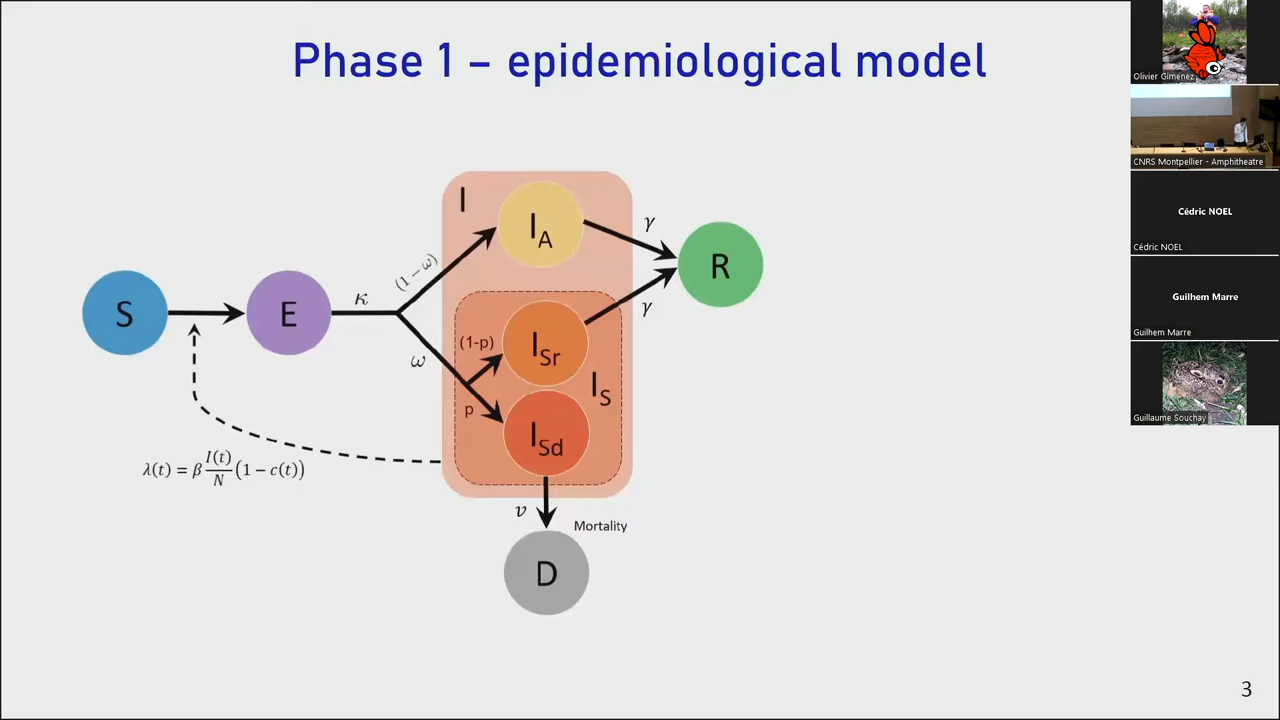 Phase 1 – epidemiological model
I
I_A
γ
R
(1 − ω)
S
E
κ
ω
(1-p)
I_Sr
γ
I_S
p
I_Sd
λ(t) = β I(t)/N (1 − c(t))
ν
Mortality
D
3
Olivier Gimenez
CNRS Montpellier - Amphitheatre
Cédric NOEL
Cédric NOEL
Guilhem Marre
Guilhem Marre
Guillaume Souchay